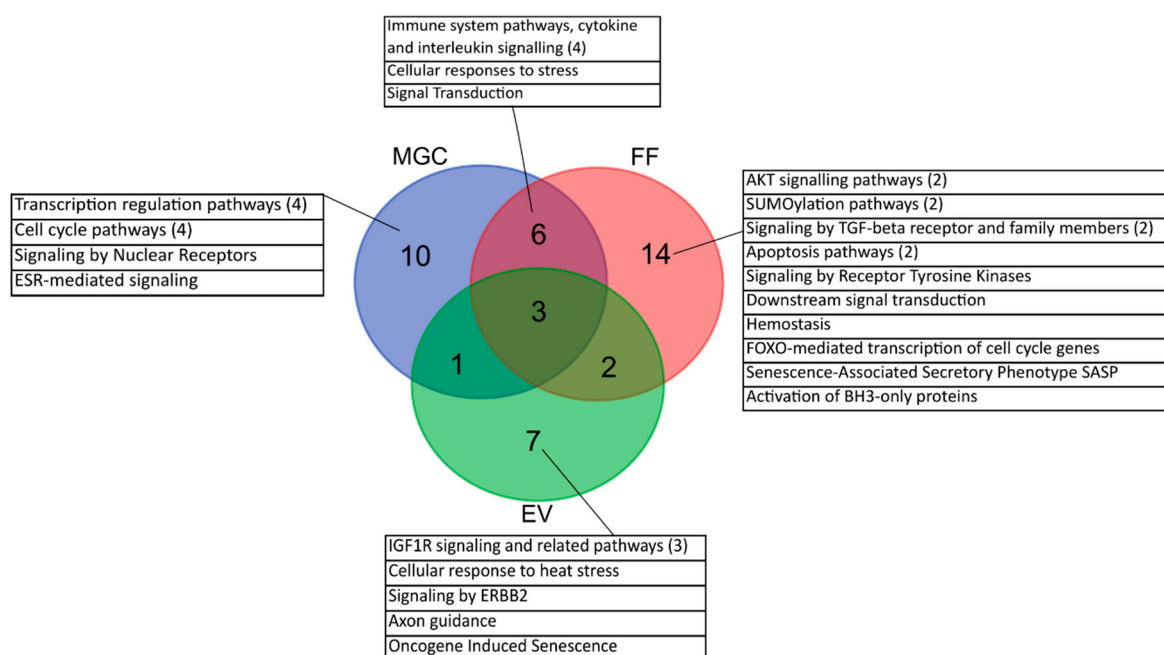 Immune system pathways, cytokine
and interleukin signalling (4)
Cellular responses to stress
Signal Transduction
MGC
FF
Transcription regulation pathways (4)
Cell cycle pathways (4)
Signaling by Nuclear Receptors
ESR-mediated signaling
10
6
14
3
1
2
7
AKT signalling pathways (2)
SUMOylation pathways (2)
Signaling by TGF-beta receptor and family members (2)
Apoptosis pathways (2)
Signaling by Receptor Tyrosine Kinases
Downstream signal transduction
Hemostasis
FOXO-mediated transcription of cell cycle genes
Senescence-Associated Secretory Phenotype SASP
Activation of BH3-only proteins
EV
IGF1R signaling and related pathways (3)
Cellular response to heat stress
Signaling by ERBB2
Axon guidance
Oncogene Induced Senescence